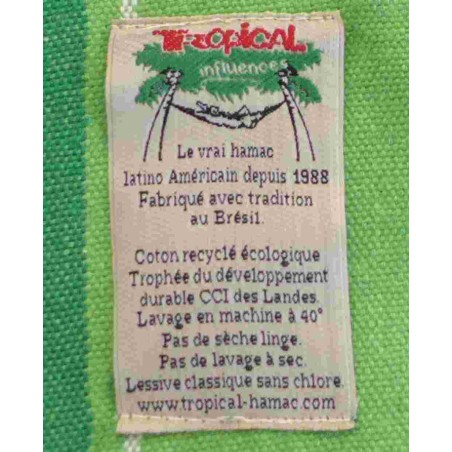 Tropical
influences
Le vrai hamac
latino Américain depuis 1988
Fabriqué avec tradition
au Brésil.
Coton recyclé écologique
Trophée du développement
durable CCI des Landes.
Lavage en machine à 40°
Pas de sèche linge.
Pas de lavage à sec.
Lessive classique sans chlore.
www.tropical-hamac.com